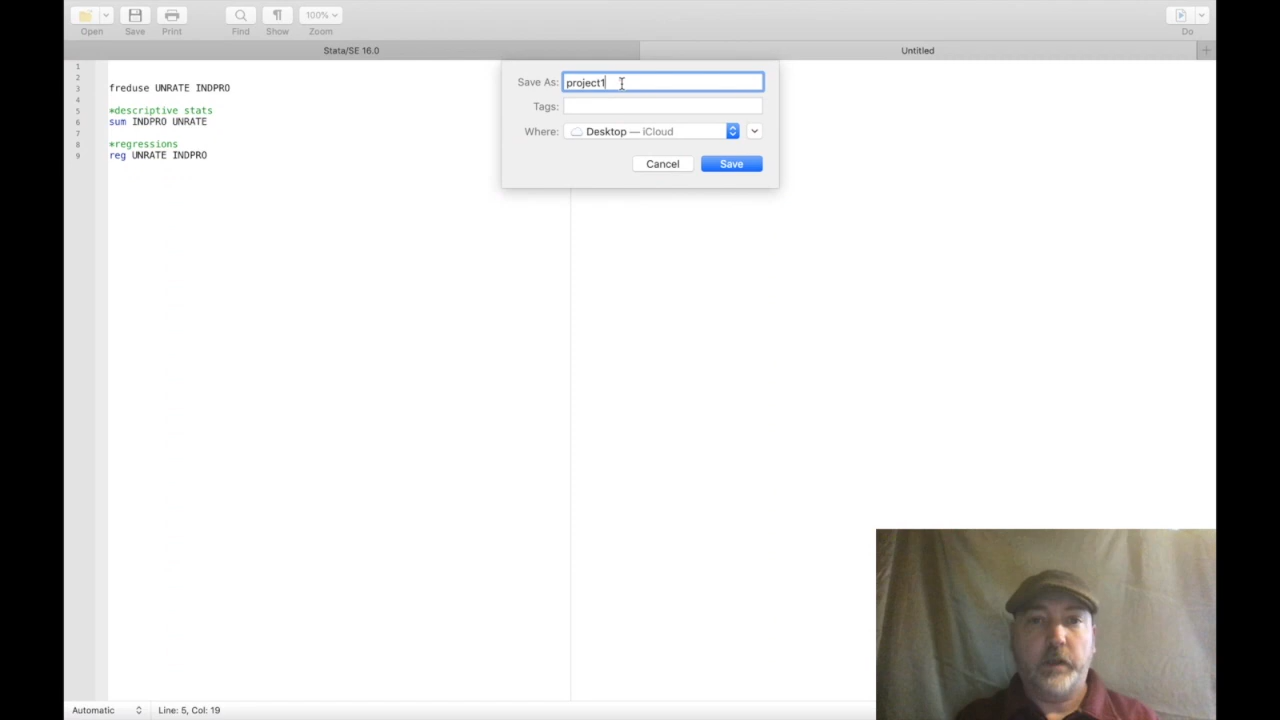 Open
Save
Print
Find
Show
100%
Zoom
Do
Stata/SE 16.0
Untitled
1
2
3 freduse UNRATE INDPRO
4
5 *descriptive stats
6 sum INDPRO UNRATE
7
8 *regressions
9 reg UNRATE INDPRO
Save As: project1
Tags:
Where: Desktop — iCloud
Cancel
Save
Automatic
Line: 5, Col: 19